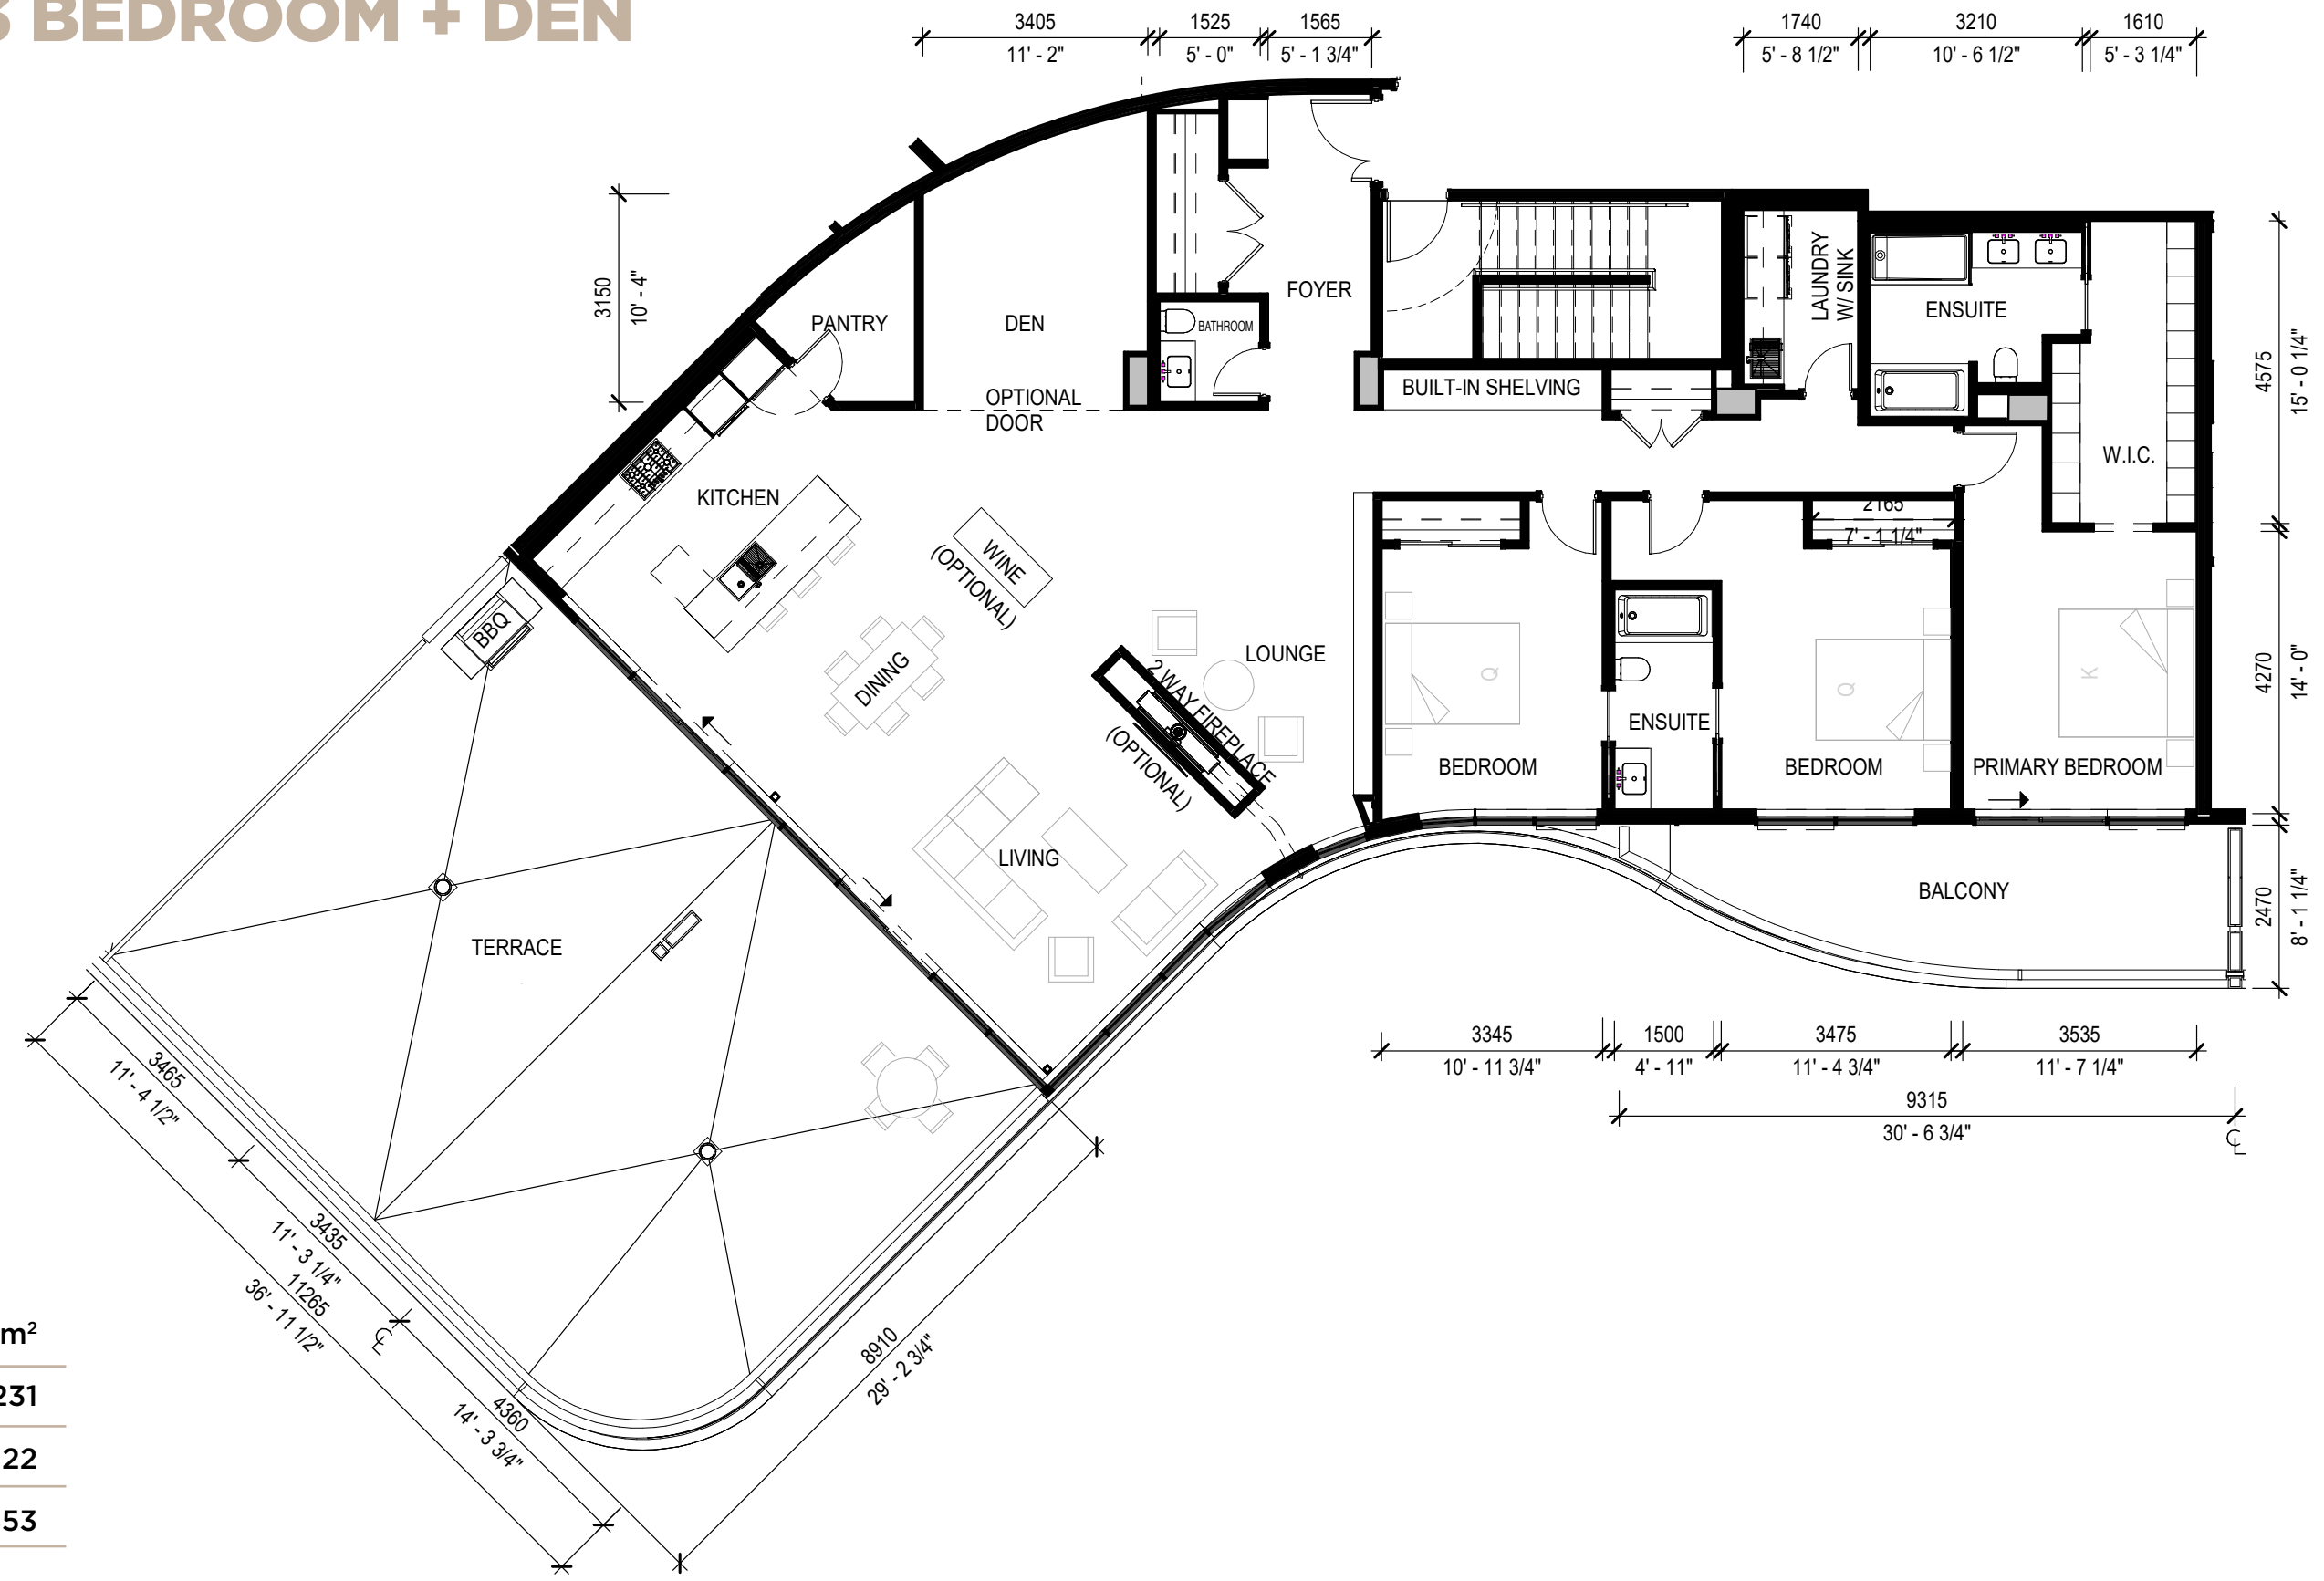 3 BEDROOM + DEN
3405
11' - 2"
1525
5' - 0"
1565
5' - 1 3/4"
1740
5' - 8 1/2"
3210
10' - 6 1/2"
1610
5' - 3 1/4"
3150
10' - 4"
PANTRY
DEN
OPTIONAL
DOOR
BATHROOM
FOYER
BUILT-IN SHELVING
LAUNDRY
W/ SINK
ENSUITE
W.I.C.
4575
15' - 0 1/4"
KITCHEN
WINE
(OPTIONAL)
BBQ
DINING
2 WAY FIREPLACE
(OPTIONAL)
LOUNGE
LIVING
2165
7' - 1 1/4"
Q
BEDROOM
ENSUITE
Q
BEDROOM
K
PRIMARY BEDROOM
4270
14' - 0"
TERRACE
BALCONY
2470
8' - 1 1/4"
3345
10' - 11 3/4"
1500
4' - 11"
3475
11' - 4 3/4"
3535
11' - 7 1/4"
9315
30' - 6 3/4"
3465
11' - 4 1/2"
3435
11' - 3 1/4"
11265
36' - 11 1/2"
4360
14' - 3 3/4"
8910
29' - 2 3/4"
m²
231
22
53